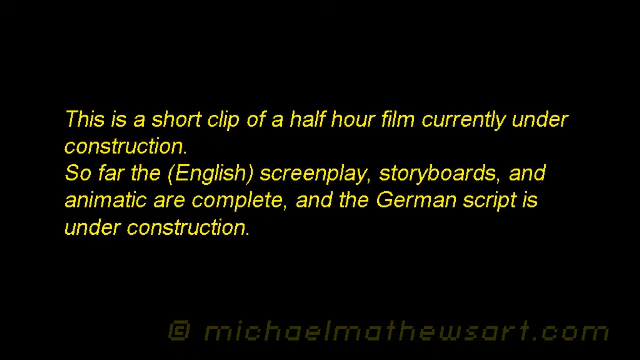 This is a short clip of a half hour film currently under
construction.
So far the (English) screenplay, storyboards, and
animatic are complete, and the German script is
under construction.
© michaelmathewsart.com